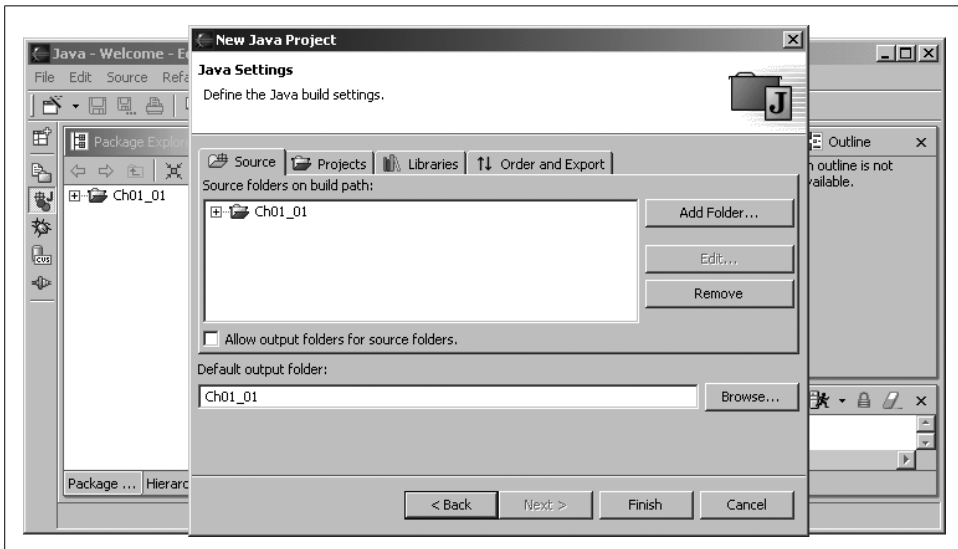 Java - Welcome - E
File Edit Source Refa
Package Explor
Ch01_01
Package ... Hierarc
New Java Project
Java Settings
Define the Java build settings.
J
Source Projects Libraries Order and Export
Source folders on build path:
Ch01_01
Add Folder...
Edit...
Remove
Allow output folders for source folders.
Default output folder:
Ch01_01
Browse...
< Back Next > Finish Cancel
Outline
outline is not
vailable.
CVS